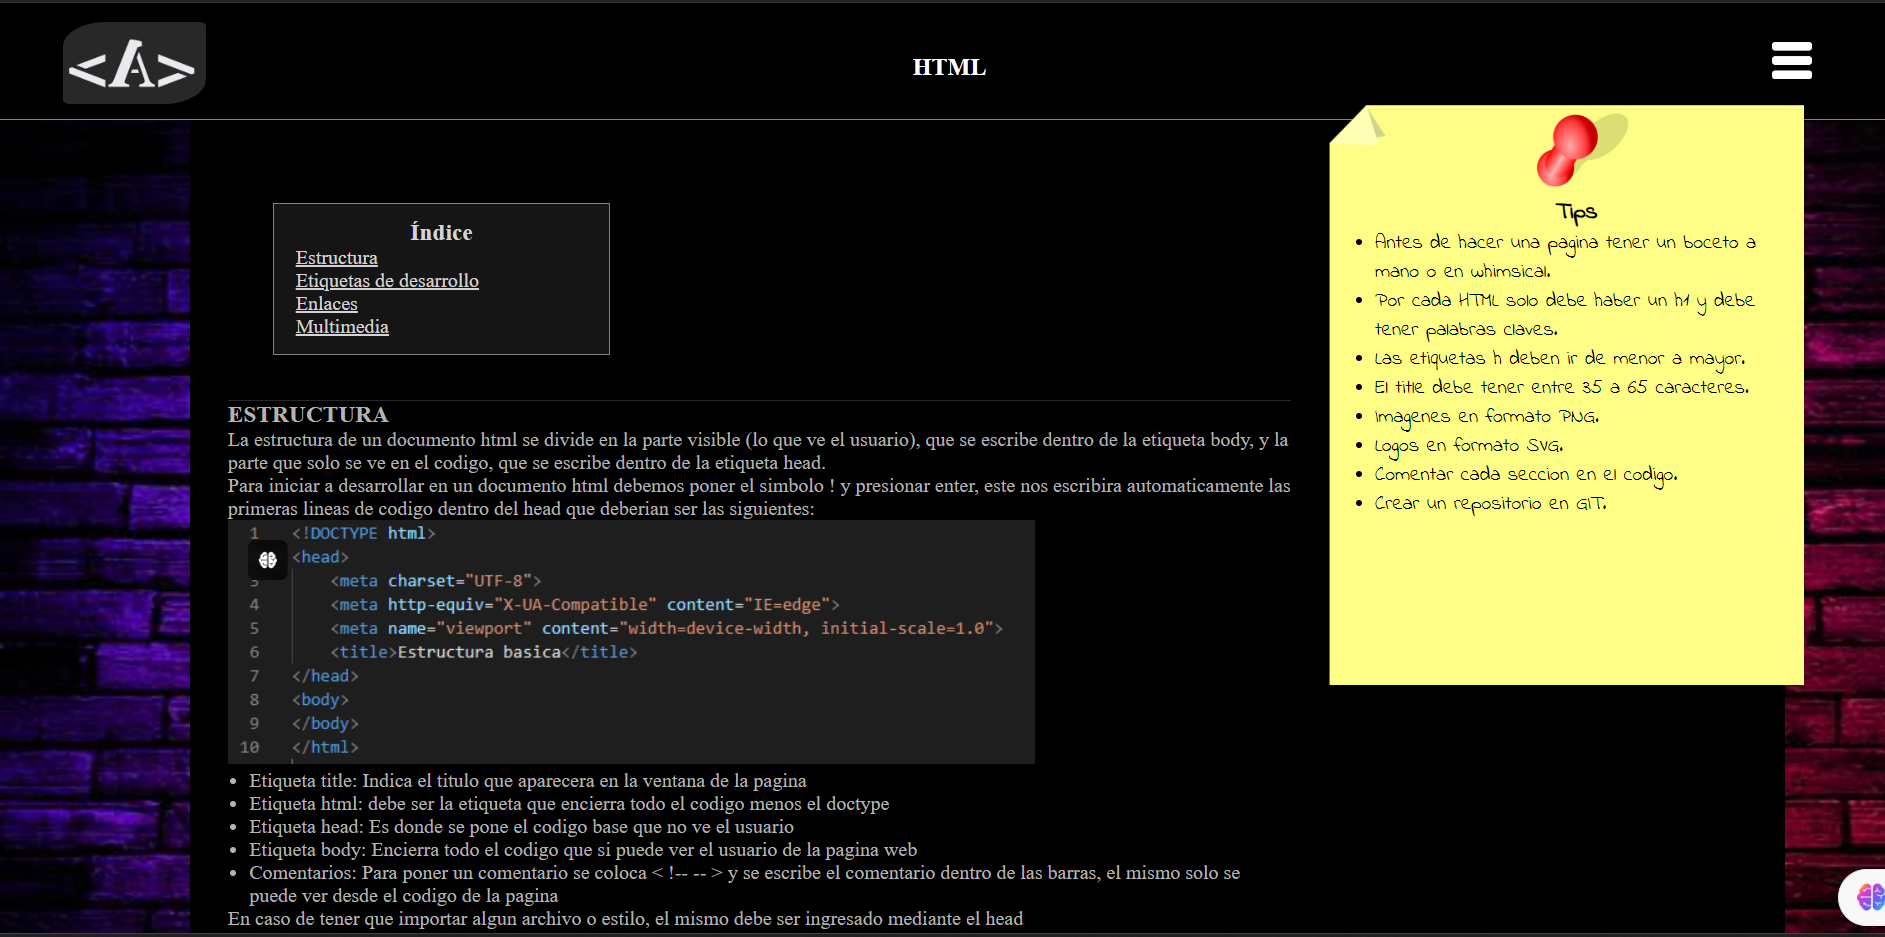 <A>
HTML
Índice
Estructura
Etiquetas de desarrollo
Enlaces
Multimedia
Tips
Antes de hacer una pagina tener un boceto a
mano o en whimsical.
Por cada HTML solo debe haber un h1 y debe
tener palabras claves.
Las etiquetas h deben ir de menor a mayor.
El title debe tener entre 35 a 65 caracteres.
Imagenes en formato PNG.
Logos en formato SVG.
Comentar cada seccion en el codigo.
Crear un repositorio en GIT.
ESTRUCTURA
La estructura de un documento html se divide en la parte visible (lo que ve el usuario), que se escribe dentro de la etiqueta body, y la
parte que solo se ve en el codigo, que se escribe dentro de la etiqueta head.
Para iniciar a desarrollar en un documento html debemos poner el simbolo ! y presionar enter, este nos escribira automaticamente las
primeras lineas de codigo dentro del head que deberian ser las siguientes:
1 <!DOCTYPE html>
<head>
3 <meta charset="UTF-8">
4 <meta http-equiv="X-UA-Compatible" content="IE=edge">
5 <meta name="viewport" content="width=device-width, initial-scale=1.0">
6 <title>Estructura basica</title>
7 </head>
8 <body>
9 </body>
10 </html>
Etiqueta title: Indica el titulo que aparecera en la ventana de la pagina
Etiqueta html: debe ser la etiqueta que encierra todo el codigo menos el doctype
Etiqueta head: Es donde se pone el codigo base que no ve el usuario
Etiqueta body: Encierra todo el codigo que si puede ver el usuario de la pagina web
Comentarios: Para poner un comentario se coloca < !-- -- > y se escribe el comentario dentro de las barras, el mismo solo se
puede ver desde el codigo de la pagina
En caso de tener que importar algun archivo o estilo, el mismo debe ser ingresado mediante el head